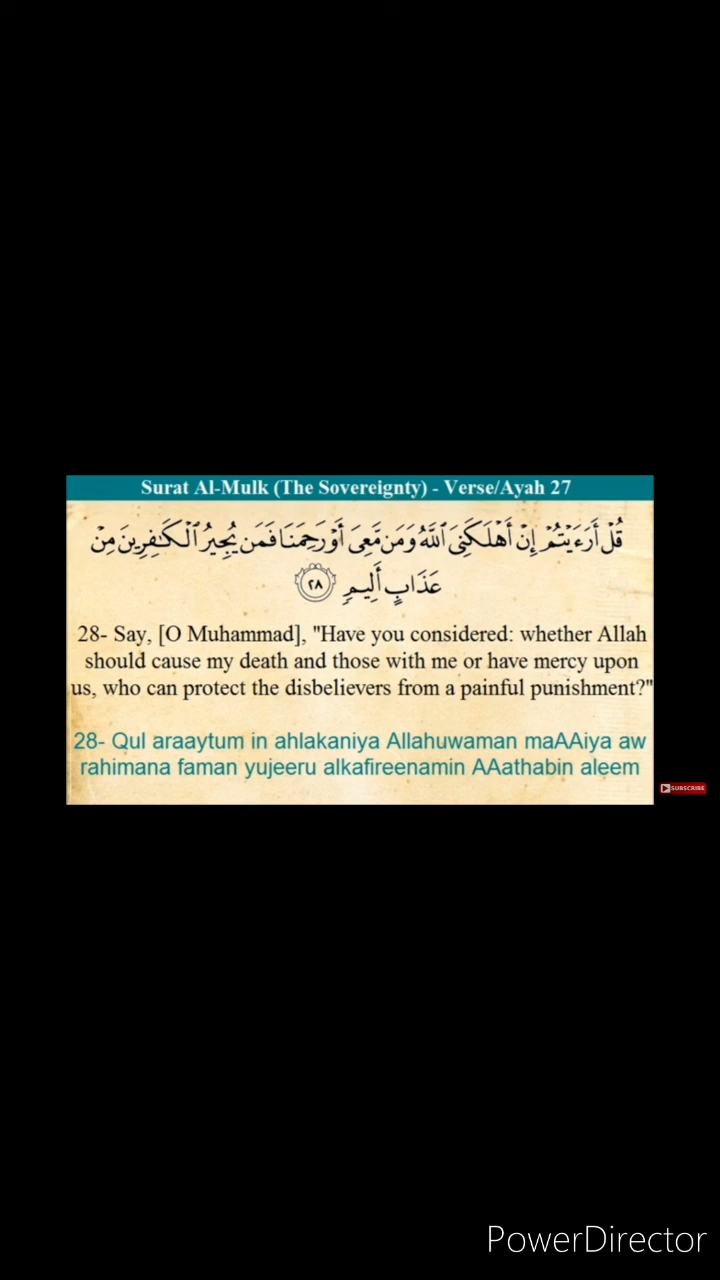 Surat Al-Mulk (The Sovereignty) - Verse/Ayah 27
قُلْ أَرَءَيْتُمْ إِنْ أَهْلَكَنِيَ ٱللَّهُ وَمَن مَّعِيَ أَوْ رَحِمَنَا فَمَن يُجِيرُ ٱلْكَٰفِرِينَ مِنْ
عَذَابٍ أَلِيمٍ ٢٨
28- Say, [O Muhammad], "Have you considered: whether Allah
should cause my death and those with me or have mercy upon
us, who can protect the disbelievers from a painful punishment?"
28- Qul araaytum in ahlakaniya Allahuwaman maAAiya aw
rahimana faman yujeeru alkafireenamin AAathabin aleem
SUBSCRIBE
PowerDirector